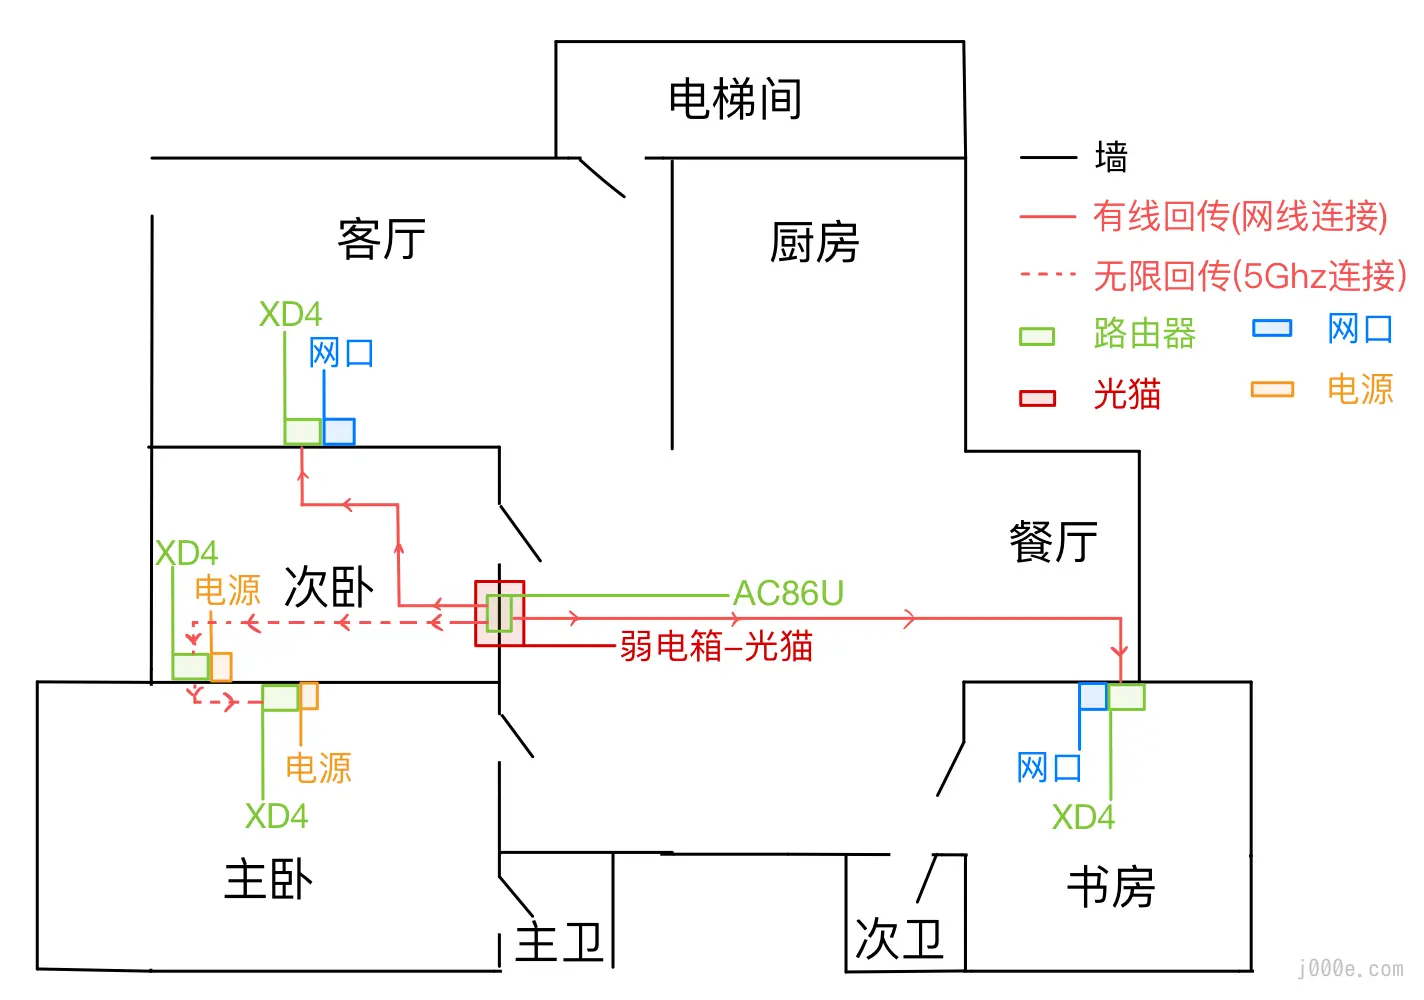 电梯间
墙
客厅
厨房
有线回传(网线连接)
无限回传(5Ghz连接)
XD4
网口
路由器
网口
光猫
电源
XD4
电源
次卧
餐厅
AC86U
弱电箱-光猫
电源
XD4
网口
XD4
主卧
书房
主卫
次卫
j000e.com